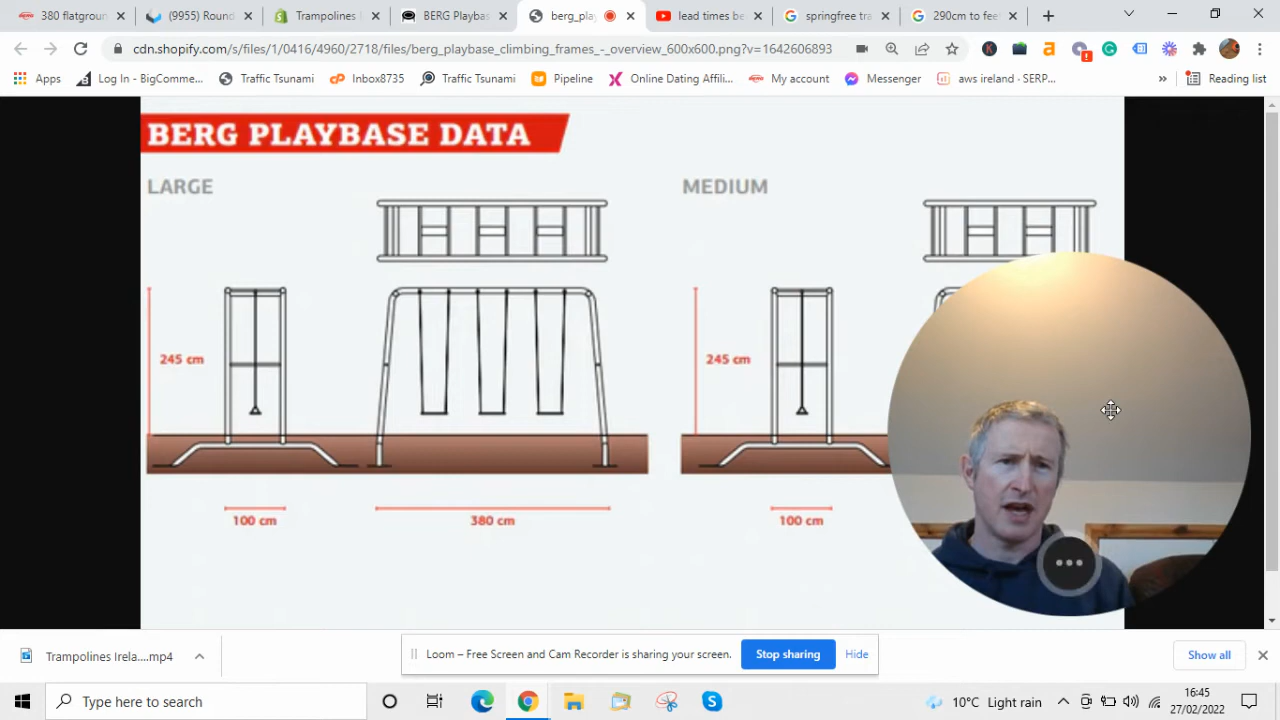 380 flatgroun
(9955) Round
Trampolines I
BERG Playbas
berg_pla
lead times be
springfree tra
290cm to fee
cdn.shopify.com/s/files/1/0416/4960/2718/files/berg_playbase_climbing_frames_-_overview_600x600.png?v=1642606893
Apps
Log In - BigComme...
Traffic Tsunami
Inbox8735
Traffic Tsunami
Pipeline
Online Dating Affili...
My account
Messenger
aws ireland - SERP...
»
Reading list
BERG PLAYBASE DATA
LARGE
MEDIUM
245 cm
245 cm
100 cm
380 cm
100 cm
Trampolines Irela....mp4
Loom – Free Screen and Cam Recorder is sharing your screen.
Stop sharing
Hide
Show all
Type here to search
10°C Light rain
16:45
27/02/2022